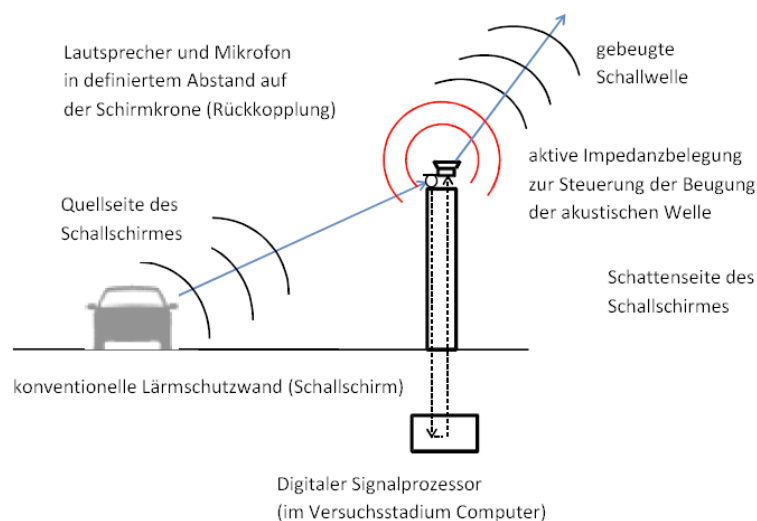 Lautsprecher und Mikrofon
in definiertem Abstand auf
der Schirmkrone (Rückkopplung)
gebeugte
Schallwelle
aktive Impedanzbelegung
zur Steuerung der Beugung
der akustischen Welle
Quellseite des
Schallschirmes
Schattenseite des
Schallschirmes
konventionelle Lärmschutzwand (Schallschirm)
Digitaler Signalprozessor
(im Versuchsstadium Computer)